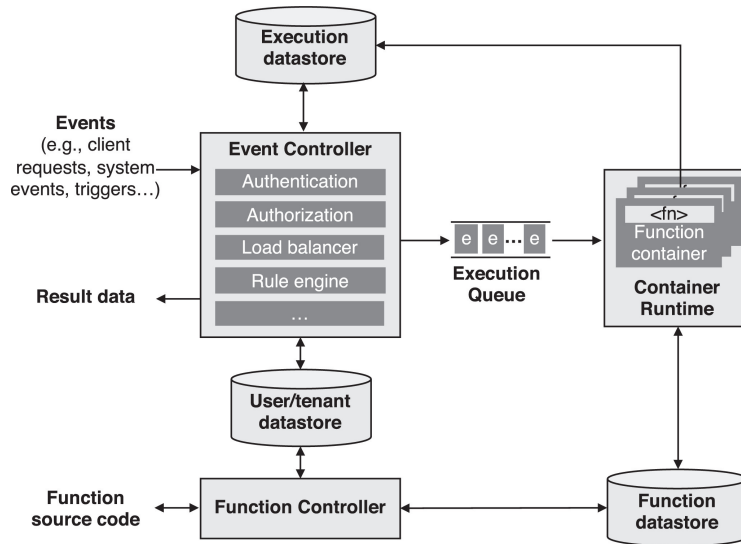 Execution
datastore
Events
(e.g., client
requests, system
events, triggers…)
Event Controller
Authentication
Authorization
Load balancer
Rule engine
…
Result data
e e ... e
Execution
Queue
<fn>
Function
container
Container
Runtime
User/tenant
datastore
Function
source code
Function Controller
Function
datastore